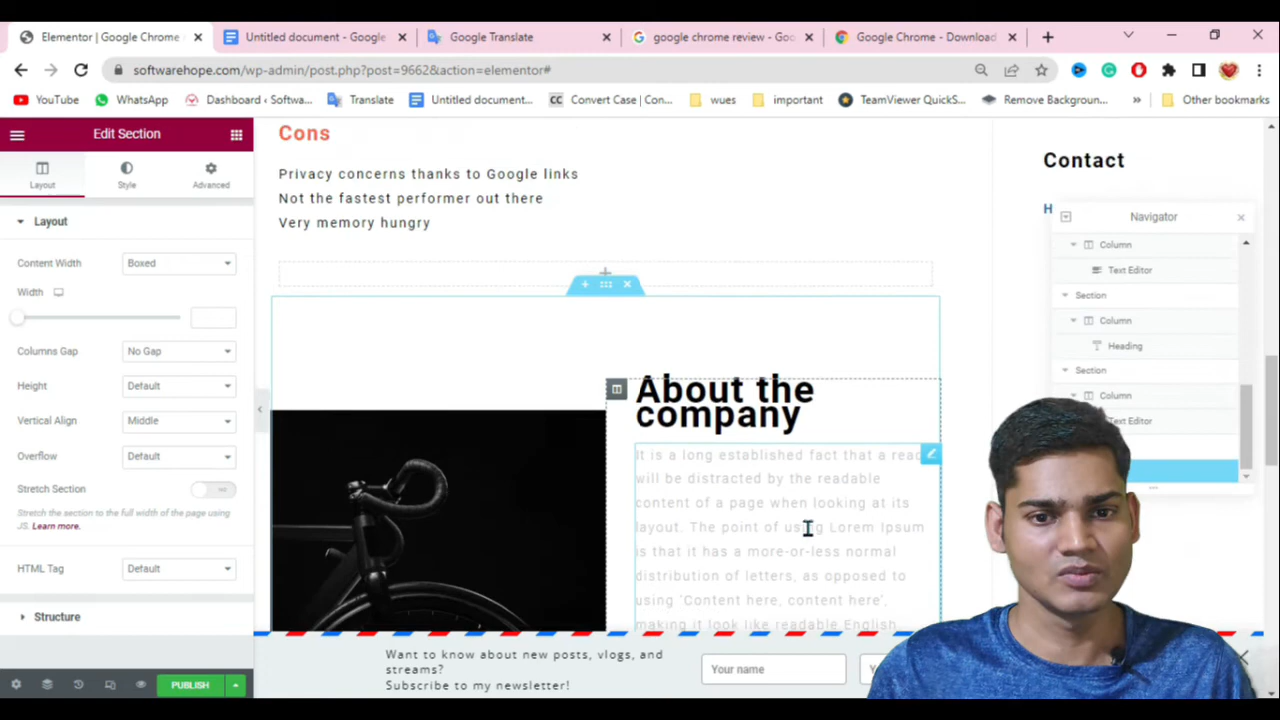 Elementor | Google Chrome
Untitled document - Google
Google Translate
google chrome review - Goo
Google Chrome - Download
softwarehope.com/wp-admin/post.php?post=9662&action=elementor#
YouTube
WhatsApp
Dashboard ‹ Softwa...
Translate
Untitled document...
CC Convert Case | Con...
wues
important
TeamViewer QuickS...
Remove Backgroun...
»
Other bookmarks
Edit Section
Layout
Style
Advanced
Layout
Content Width
Boxed
Width
Columns Gap
No Gap
Height
Default
Vertical Align
Middle
Overflow
Default
Stretch Section
NO
Stretch the section to the full width of the page using
JS. Learn more.
HTML Tag
Default
Structure
PUBLISH
Cons
Privacy concerns thanks to Google links
Not the fastest performer out there
Very memory hungry
About the
company
It is a long established fact that a read
will be distracted by the readable
content of a page when looking at its
layout. The point of using Lorem Ipsum
is that it has a more-or-less normal
distribution of letters, as opposed to
using 'Content here, content here',
making it look like readable English.
Want to know about new posts, vlogs, and
streams?
Subscribe to my newsletter!
Your name
Contact
H
Navigator
Column
Text Editor
Section
Column
Heading
Section
Column
Text Editor